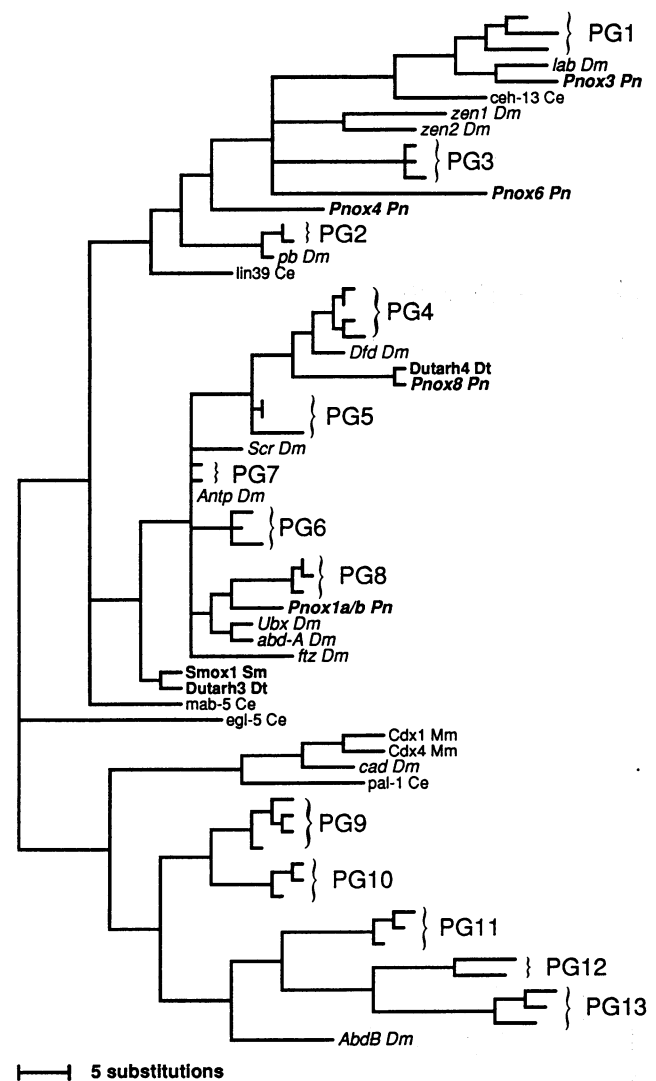 PG1
lab Dm
Pnox3 Pn
ceh-13 Ce
zen1 Dm
zen2 Dm
PG3
Pnox6 Pn
Pnox4 Pn
PG2
pb Dm
lin39 Ce
PG4
Dfd Dm
Dutarh4 Dt
Pnox8 Pn
PG5
Scr Dm
PG7
Antp Dm
PG6
PG8
Pnox1a/b Pn
Ubx Dm
abd-A Dm
ftz Dm
Smox1 Sm
Dutarh3 Dt
mab-5 Ce
egl-5 Ce
Cdx1 Mm
Cdx4 Mm
cad Dm
pal-1 Ce
PG9
PG10
PG11
PG12
PG13
AbdB Dm
5 substitutions